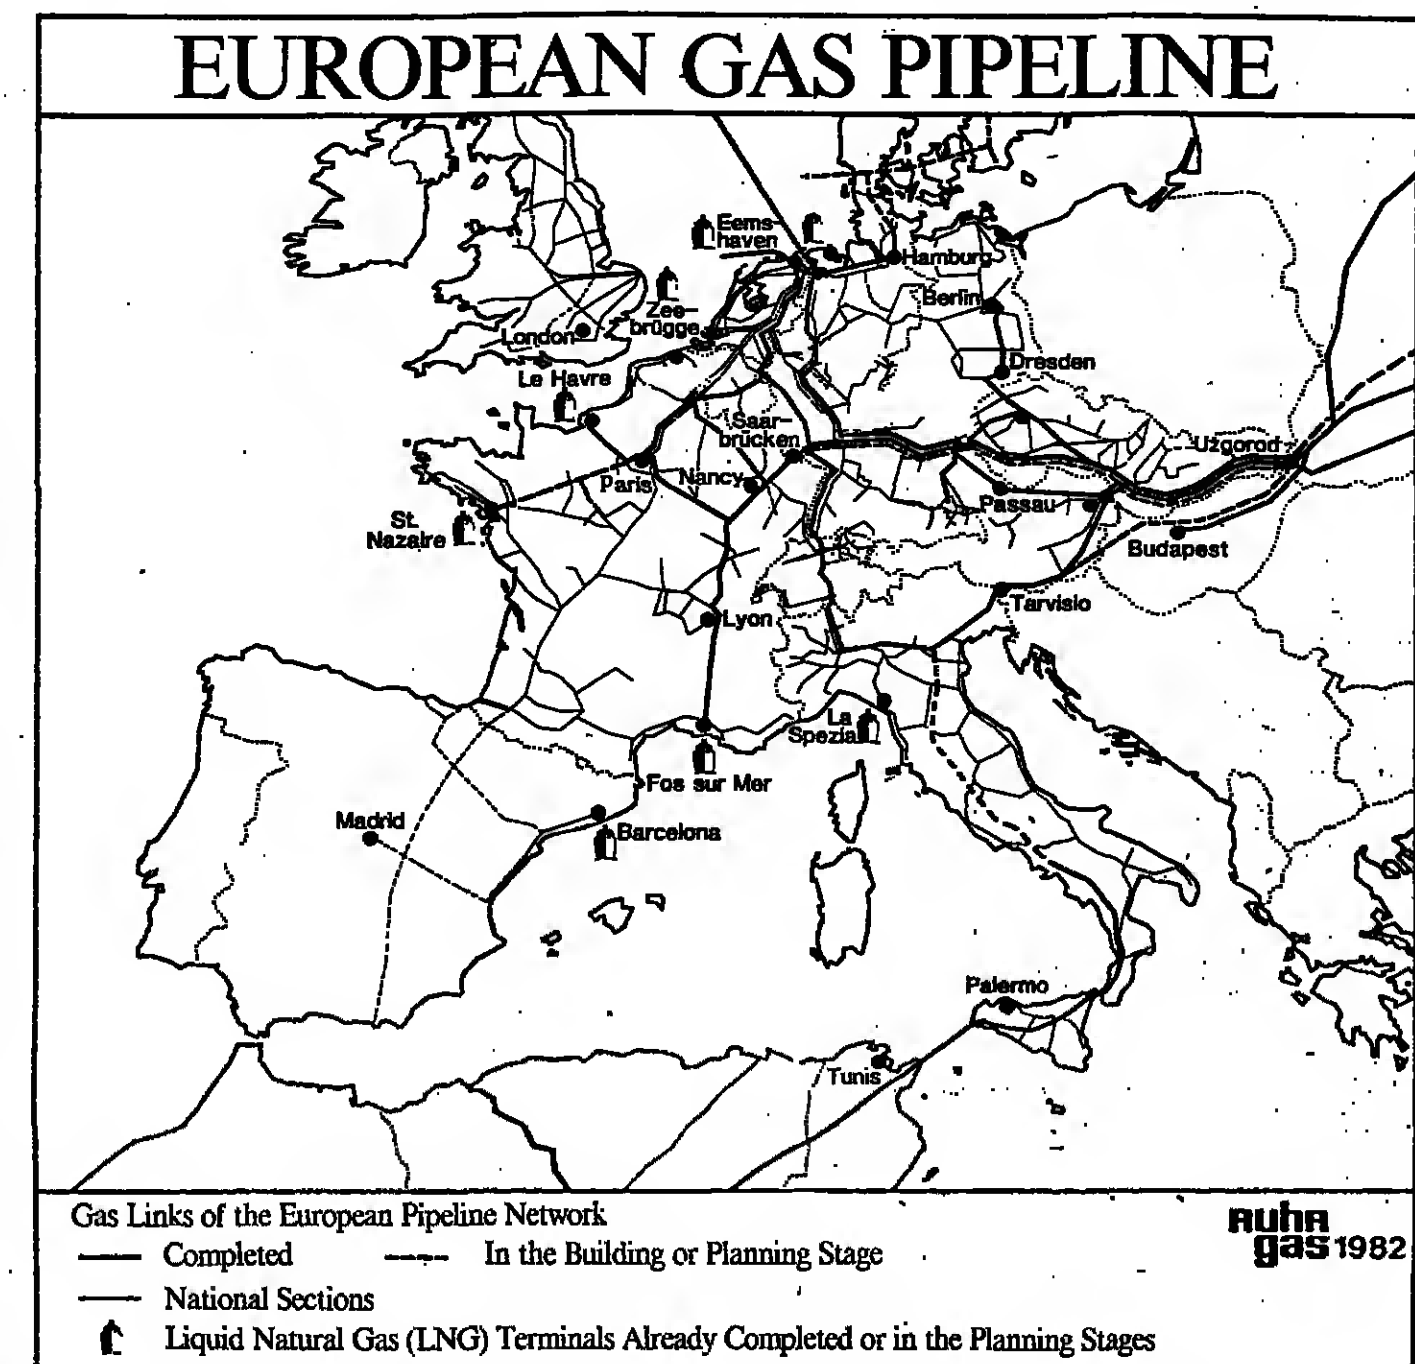 EUROPEAN GAS PIPELINE
Eems-
haven
Hamburg
Berlin
Zee-
brügge
London
Dresden
Le Havre
Saar-
brücken
Uzgorod
Paris
Nancy
Passau
St.
Nazaire
Budapest
Tarvisio
Lyon
La
Spezia
Fos sur Mer
Madrid
Barcelona
Palermo
Tunis
Gas Links of the European Pipeline Network
Completed
In the Building or Planning Stage
National Sections
Liquid Natural Gas (LNG) Terminals Already Completed or in the Planning Stages
ruhr
gas 1982